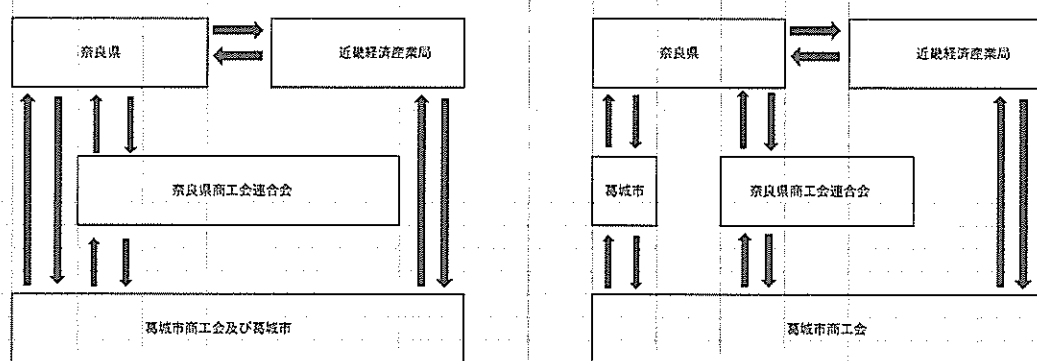 奈良県
近畿経済産業局
奈良県商工会連合会
葛城市商工会及び葛城市
奈良県
近畿経済産業局
葛城市
奈良県商工会連合会
葛城市商工会